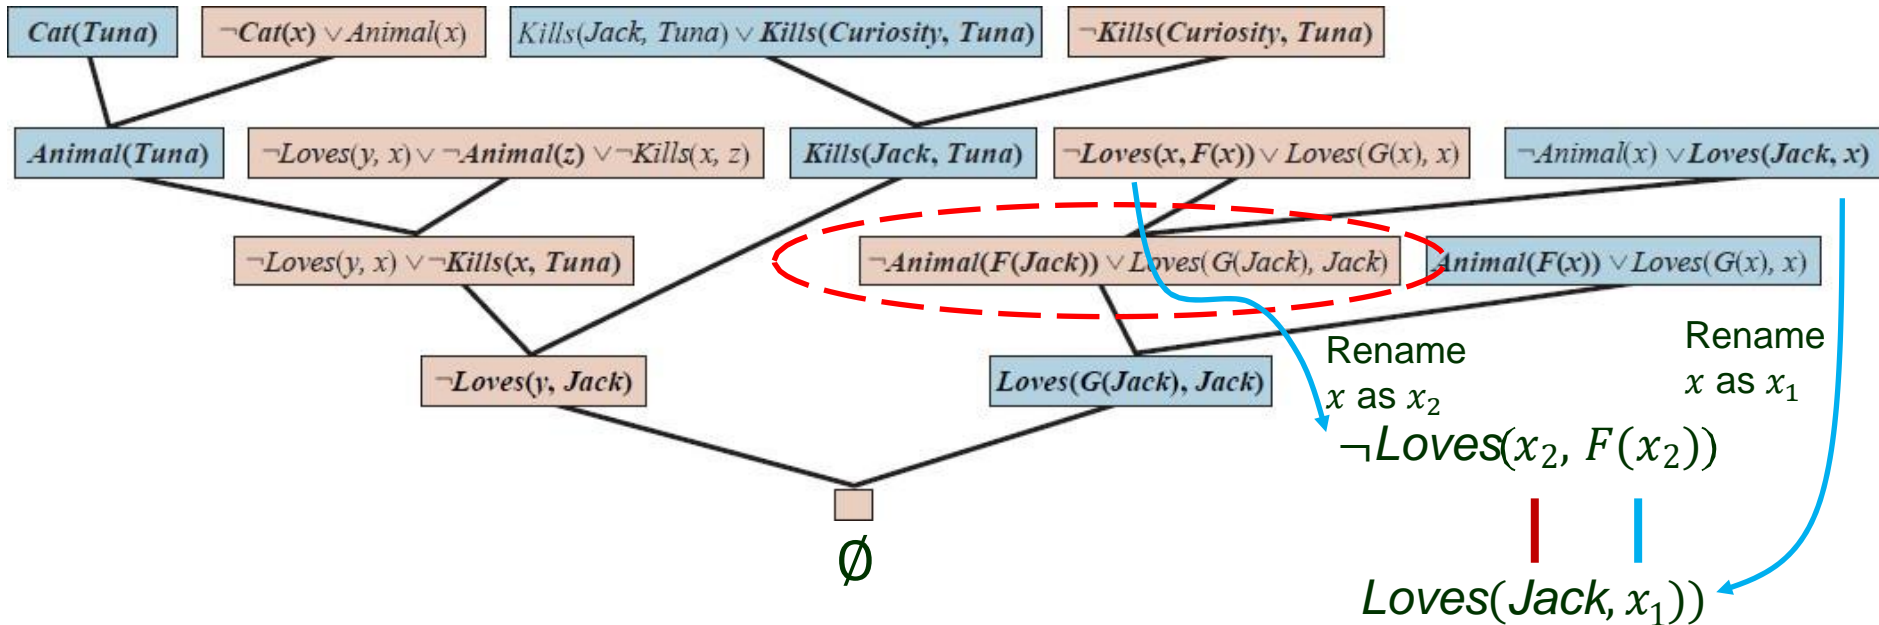 Cat(Tuna)
¬Cat(x) ∨ Animal(x)
Kills(Jack, Tuna) ∨ Kills(Curiosity, Tuna)
¬Kills(Curiosity, Tuna)
Animal(Tuna)
¬Loves(y, x) ∨ ¬Animal(z) ∨ ¬Kills(x, z)
Kills(Jack, Tuna)
¬Loves(x, F(x)) ∨ Loves(G(x), x)
¬Animal(x) ∨ Loves(Jack, x)
¬Loves(y, x) ∨ ¬Kills(x, Tuna)
¬Animal(F(Jack)) ∨ Loves(G(Jack), Jack)
Animal(F(x)) ∨ Loves(G(x), x)
¬Loves(y, Jack)
Loves(G(Jack), Jack)
Rename
x as x₂
Rename
x as x₁
¬Loves(x₂, F(x₂))
∅
Loves(Jack, x₁))